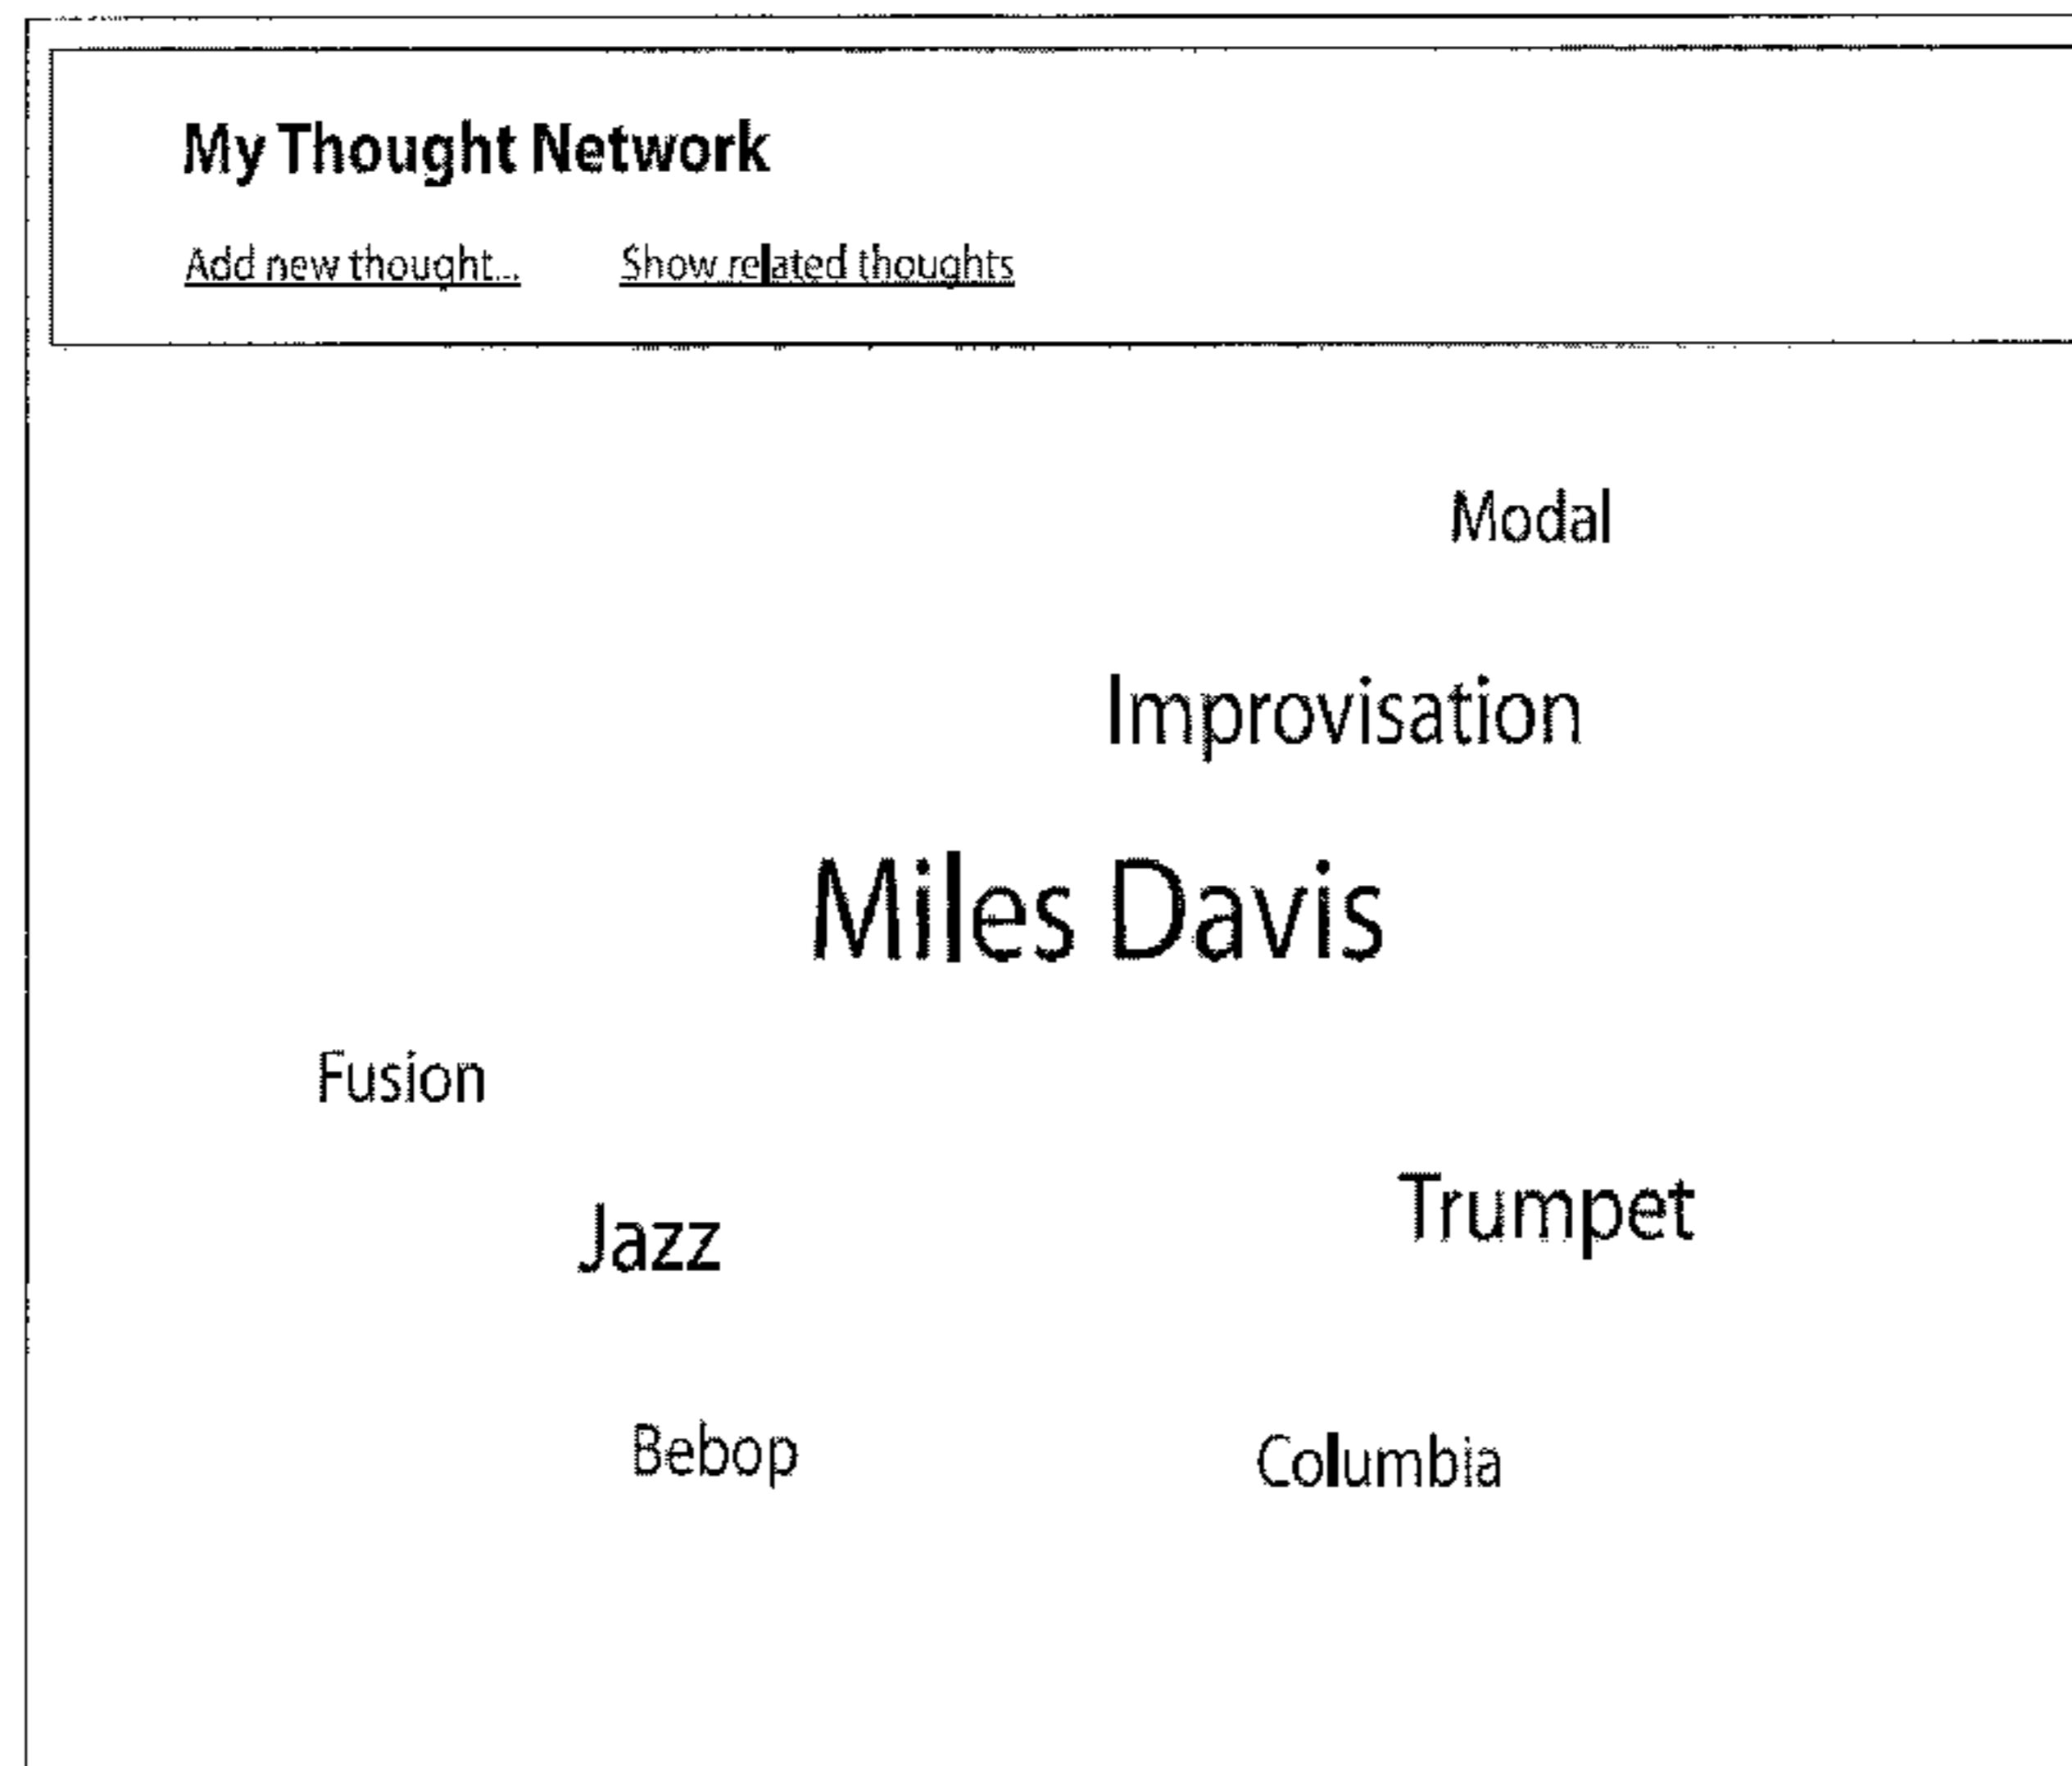 My Thought Network
Add new thought... Show related thoughts
Modal
Improvisation
Miles Davis
Fusion
Jazz
Trumpet
Bebop
Columbia